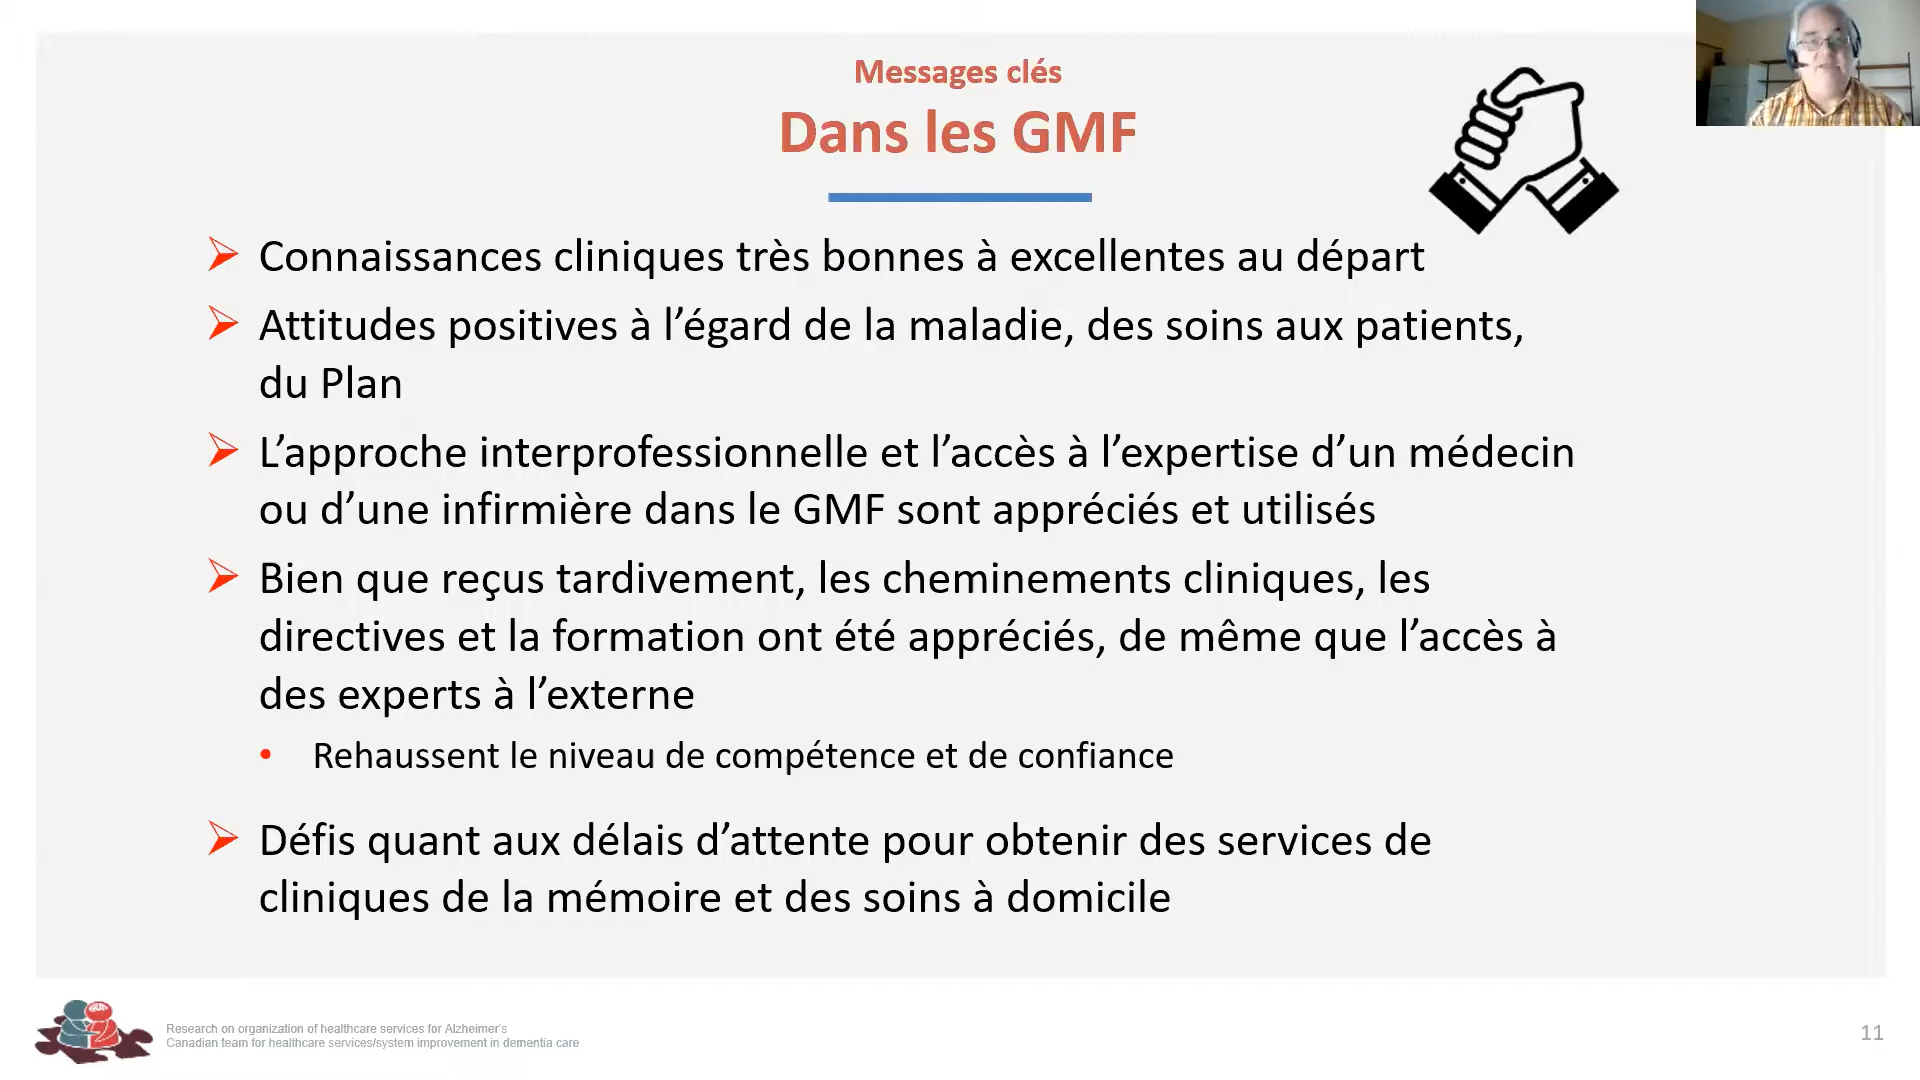 Messages clés
Dans les GMF
Connaissances cliniques très bonnes à excellentes au départ
Attitudes positives à l’égard de la maladie, des soins aux patients,
du Plan
L’approche interprofessionnelle et l’accès à l’expertise d’un médecin
ou d’une infirmière dans le GMF sont appréciés et utilisés
Bien que reçus tardivement, les cheminements cliniques, les
directives et la formation ont été appréciés, de même que l’accès à
des experts à l’externe
Rehaussent le niveau de compétence et de confiance
Défis quant aux délais d’attente pour obtenir des services de
cliniques de la mémoire et des soins à domicile
Research on organization of healthcare services for Alzheimer's
Canadian team for healthcare services/system improvement in dementia care
11